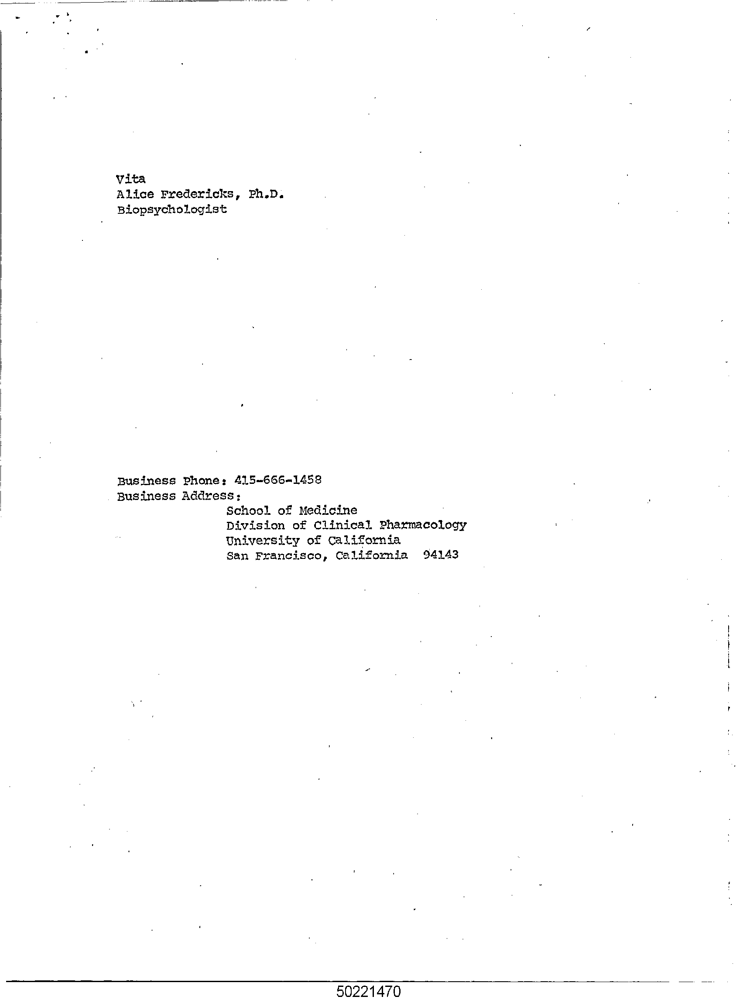 Vita
Alice Fredericks, Ph.D.
Biopsychologist
Business Phone: 415-666-1458
Business Address:
School of Medicine
Division of Clinical Pharmacology
University of California
San Francisco, California 94143
50221470